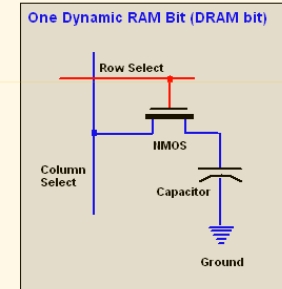 One Dynamic RAM Bit (DRAM bit)
Row Select
NMOS
Column
Select
Capacitor
Ground